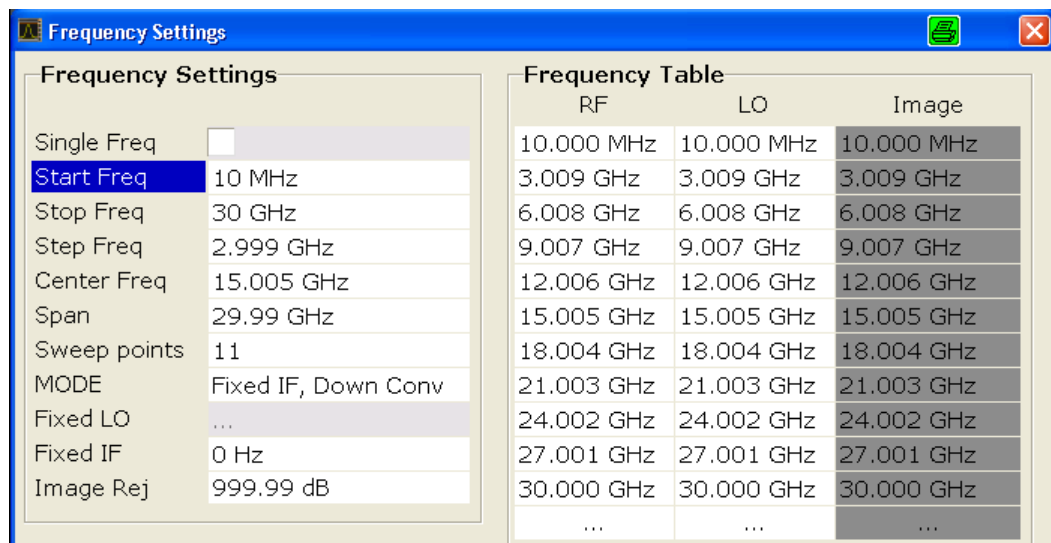 Frequency Settings
Frequency Settings
Single Freq
Start Freq 10 MHz
Stop Freq 30 GHz
Step Freq 2.999 GHz
Center Freq 15.005 GHz
Span 29.99 GHz
Sweep points 11
MODE Fixed IF, Down Conv
Fixed LO ...
Fixed IF 0 Hz
Image Rej 999.99 dB
Frequency Table
RF LO Image
10.000 MHz 10.000 MHz 10.000 MHz
3.009 GHz 3.009 GHz 3.009 GHz
6.008 GHz 6.008 GHz 6.008 GHz
9.007 GHz 9.007 GHz 9.007 GHz
12.006 GHz 12.006 GHz 12.006 GHz
15.005 GHz 15.005 GHz 15.005 GHz
18.004 GHz 18.004 GHz 18.004 GHz
21.003 GHz 21.003 GHz 21.003 GHz
24.002 GHz 24.002 GHz 24.002 GHz
27.001 GHz 27.001 GHz 27.001 GHz
30.000 GHz 30.000 GHz 30.000 GHz
... ... ...